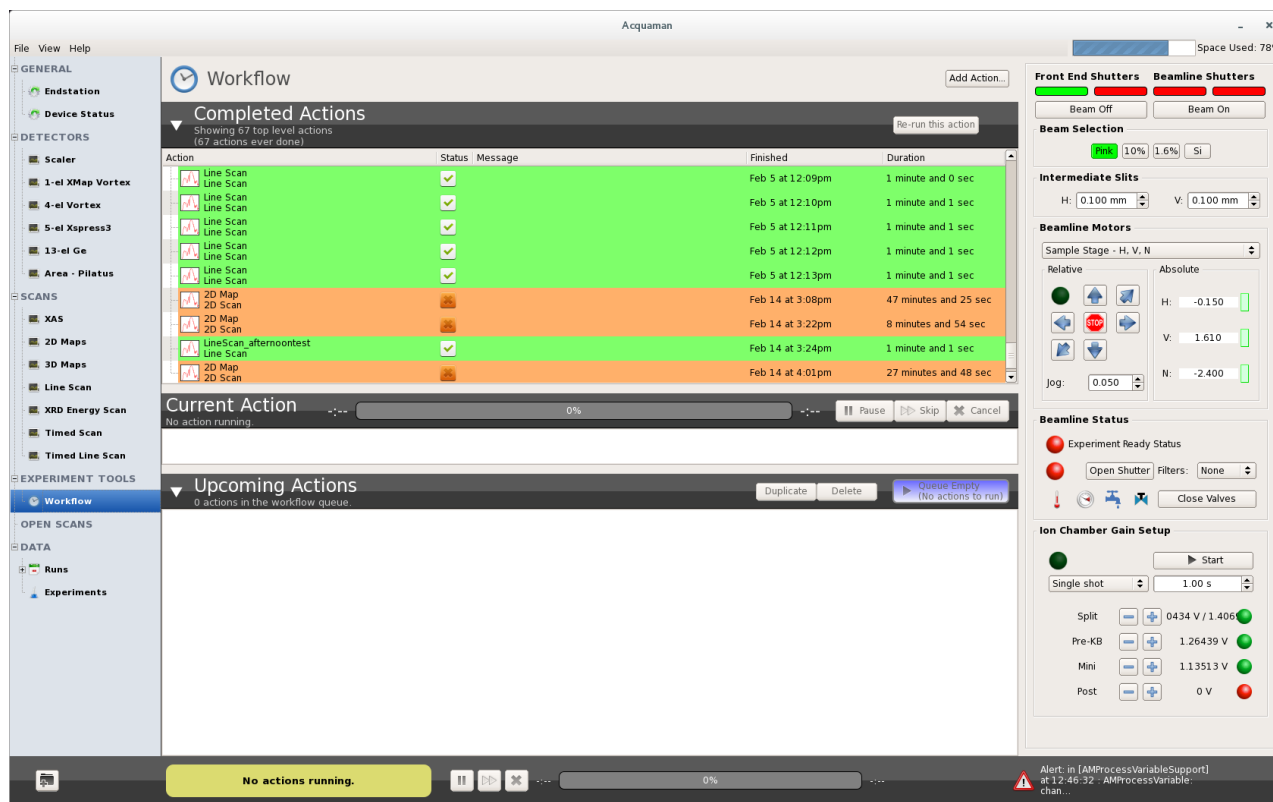 Acquaman
File View Help
Space Used: 78
GENERAL
Endstation
Device Status
DETECTORS
Scaler
1-el XMap Vortex
4-el Vortex
5-el Xspress3
13-el Ge
Area - Pilatus
SCANS
XAS
2D Maps
3D Maps
Line Scan
XRD Energy Scan
Timed Scan
Timed Line Scan
EXPERIMENT TOOLS
Workflow
OPEN SCANS
DATA
Runs
Experiments
Workflow
Add Action...
Completed Actions
Showing 67 top level actions
(67 actions ever done)
Re-run this action
Action Status Message Finished Duration
Line Scan
Line Scan
Feb 5 at 12:09pm 1 minute and 0 sec
Line Scan
Line Scan
Feb 5 at 12:10pm 1 minute and 1 sec
Line Scan
Line Scan
Feb 5 at 12:11pm 1 minute and 1 sec
Line Scan
Line Scan
Feb 5 at 12:12pm 1 minute and 1 sec
Line Scan
Line Scan
Feb 5 at 12:13pm 1 minute and 1 sec
2D Map
2D Scan
Feb 14 at 3:08pm 47 minutes and 25 sec
2D Map
2D Scan
Feb 14 at 3:22pm 8 minutes and 54 sec
LineScan_afternoontest
Line Scan
Feb 14 at 3:24pm 1 minute and 1 sec
2D Map
2D Scan
Feb 14 at 4:01pm 27 minutes and 48 sec
Current Action
No action running.
-:-- 0% -:--
Pause Skip Cancel
Upcoming Actions
0 actions in the workflow queue.
Duplicate Delete
Queue Empty
(No actions to run)
Front End Shutters Beamline Shutters
Beam Off Beam On
Beam Selection
Pink 10% 1.6% Si
Intermediate Slits
H: 0.100 mm V: 0.100 mm
Beamline Motors
Sample Stage - H, V, N
Relative Absolute
STOP
H: -0.150
V: 1.610
N: -2.400
Jog: 0.050
Beamline Status
Experiment Ready Status
Open Shutter Filters: None
Close Valves
Ion Chamber Gain Setup
Start
Single shot 1.00 s
Split 0434 V / 1.406
Pre-KB 1.26439 V
Mini 1.13513 V
Post 0 V
No actions running.
-:-- 0% -:--
Alert: in [AMProcessVariableSupport]
at 12:46:32 : AMProcessVariable:
chan...